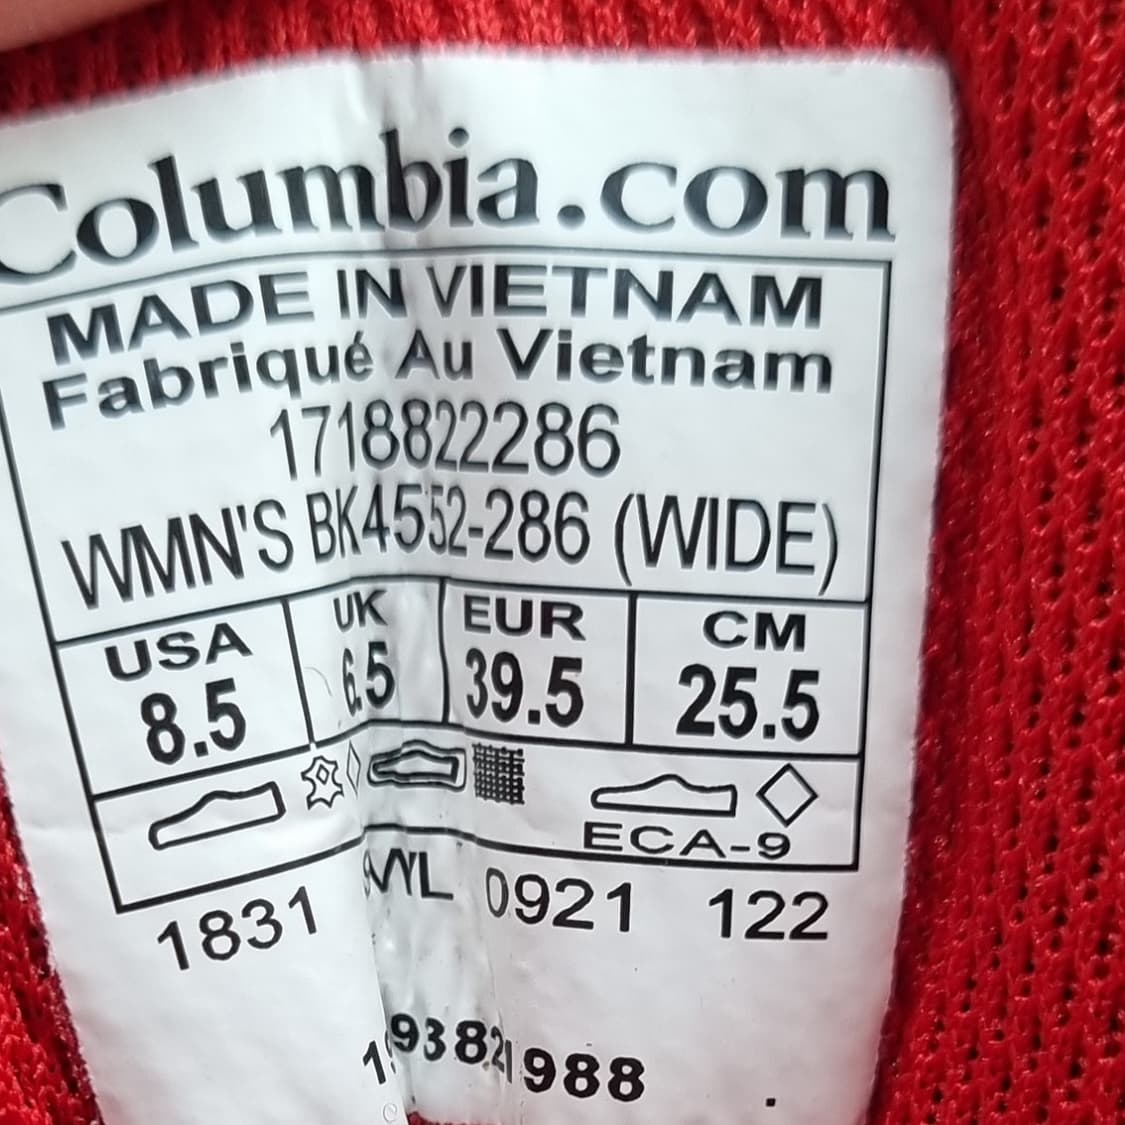 Columbia.com
MADE IN VIETNAM
Fabriqué Au Vietnam
1718822286
WMN'S BK4552-286 (WIDE)
USA UK EUR CM
8.5 6.5 39.5 25.5
ECA-9
1831 0921 122